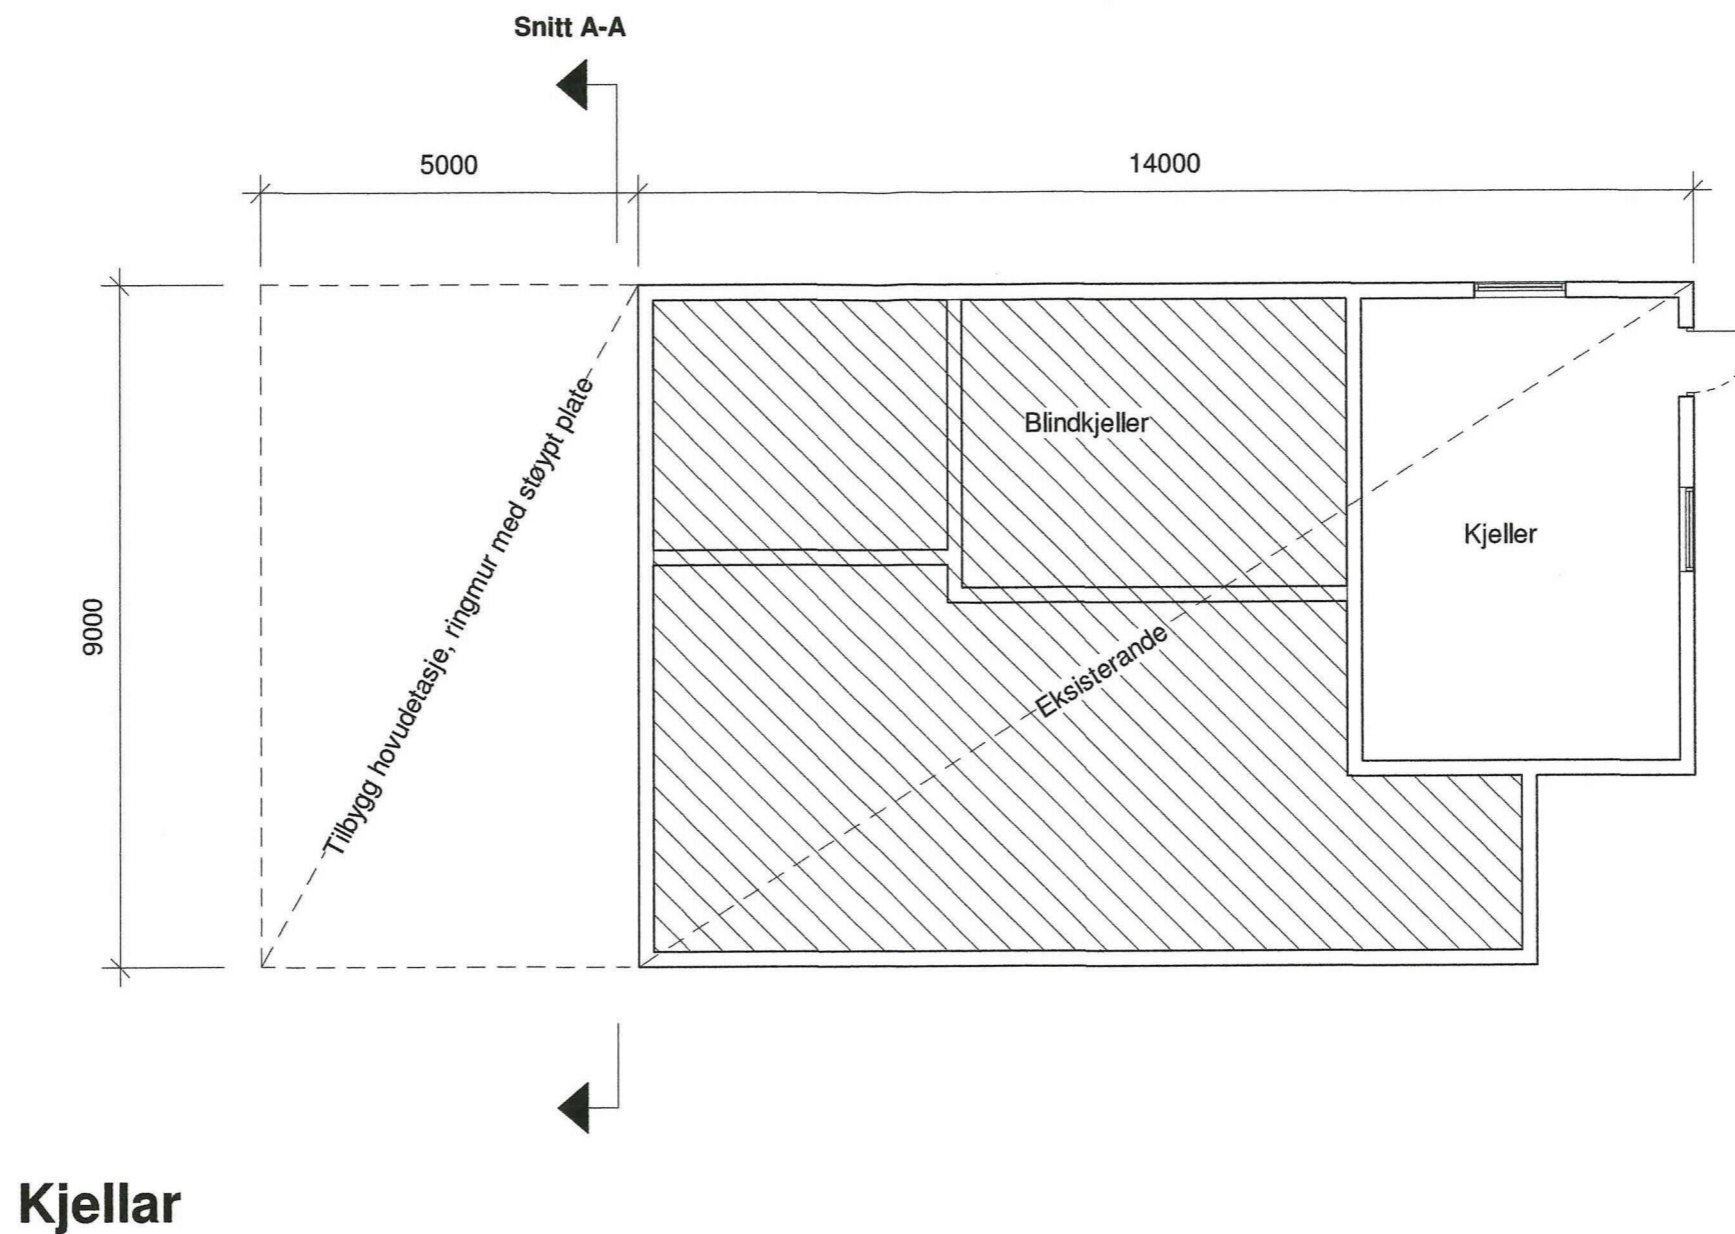 Snitt A-A
5000
14000
9000
Tilbygg hovudetasje, ringmur med støypt plate
Blindkjeller
Kjeller
Eksisterande
Kjellar